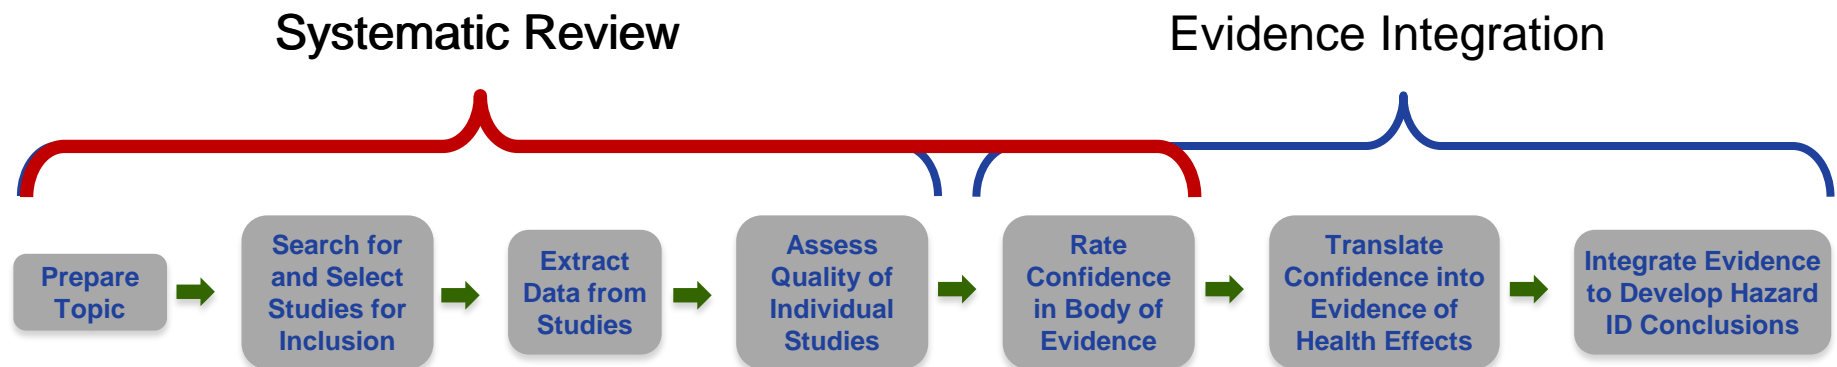 Systematic Review
Evidence Integration
Prepare
Topic
Search for
and Select
Studies for
Inclusion
Extract
Data from
Studies
Assess
Quality of
Individual
Studies
Rate
Confidence
in Body of
Evidence
Translate
Confidence into
Evidence of
Health Effects
Integrate Evidence
to Develop Hazard
ID Conclusions